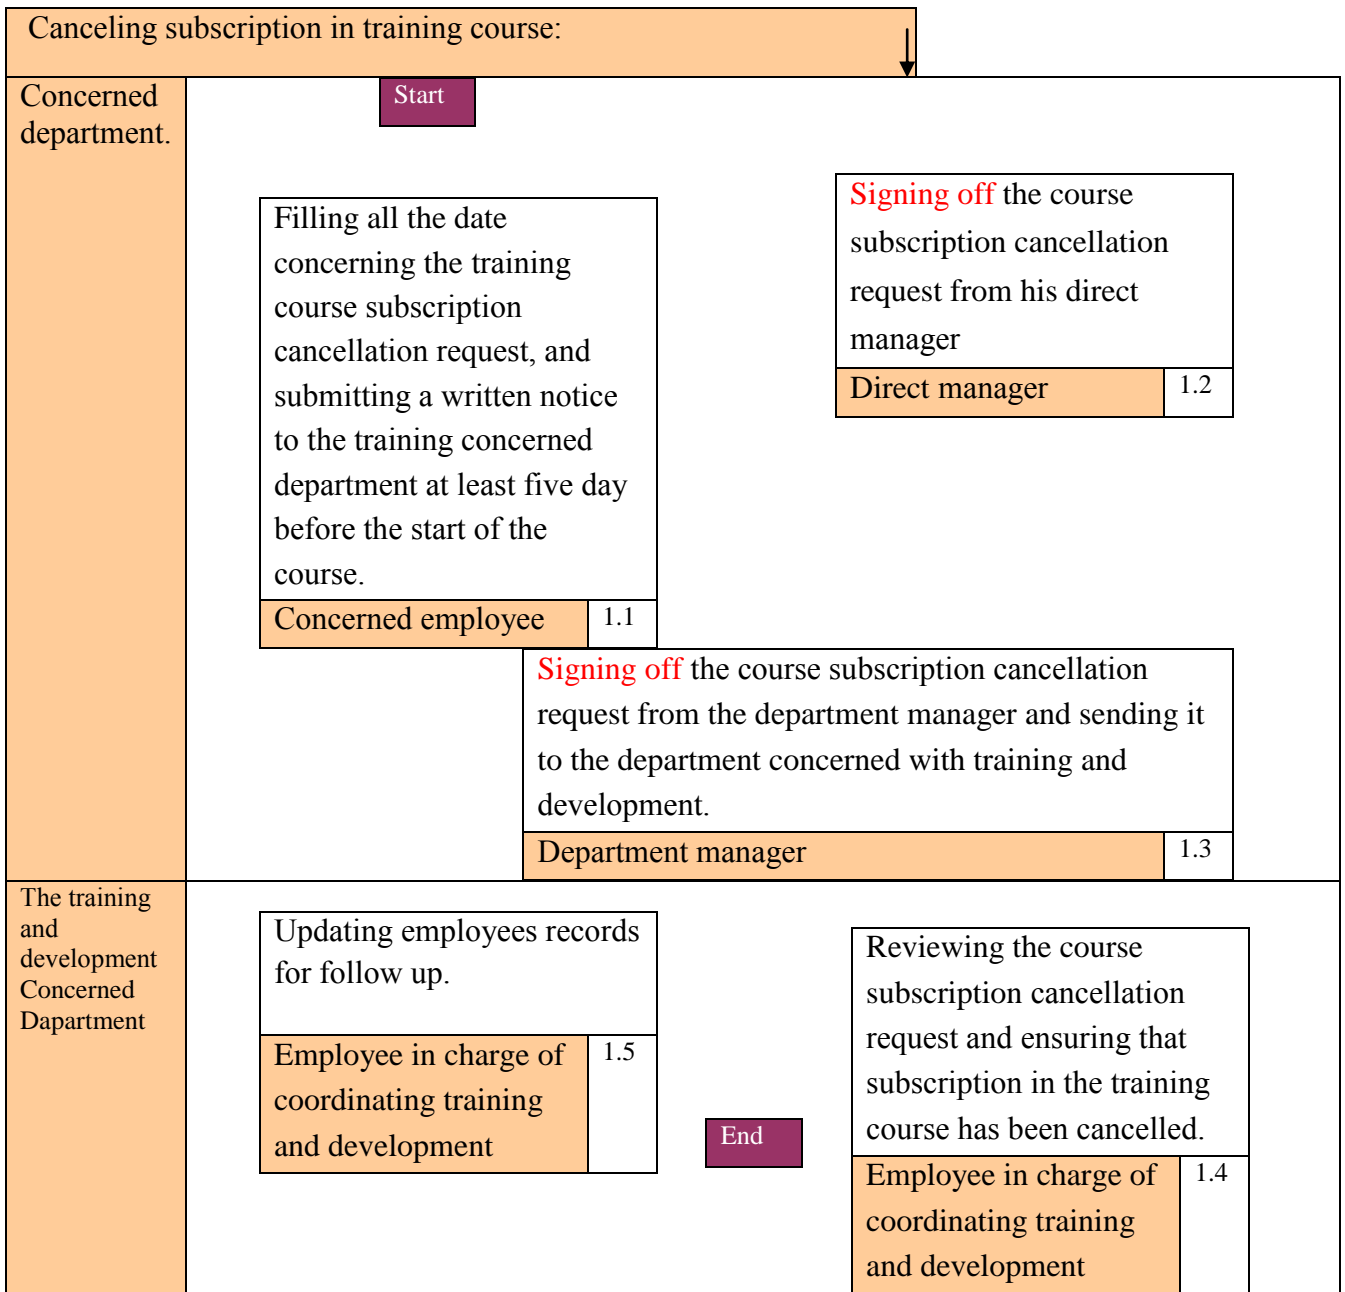 Canceling subscription in training course:
Concerned
department.
Start
Filling all the date
concerning the training
course subscription
cancellation request, and
submitting a written notice
to the training concerned
department at least five day
before the start of the
course.
Concerned employee
1.1
Signing off the course
subscription cancellation
request from his direct
manager
Direct manager
1.2
Signing off the course subscription cancellation
request from the department manager and sending it
to the department concerned with training and
development.
Department manager
1.3
The training
and
development
Concerned
Dapartment
Reviewing the course
subscription cancellation
request and ensuring that
subscription in the training
course has been cancelled.
Employee in charge of
coordinating training
and development
1.4
Updating employees records
for follow up.
Employee in charge of
coordinating training
and development
1.5
End